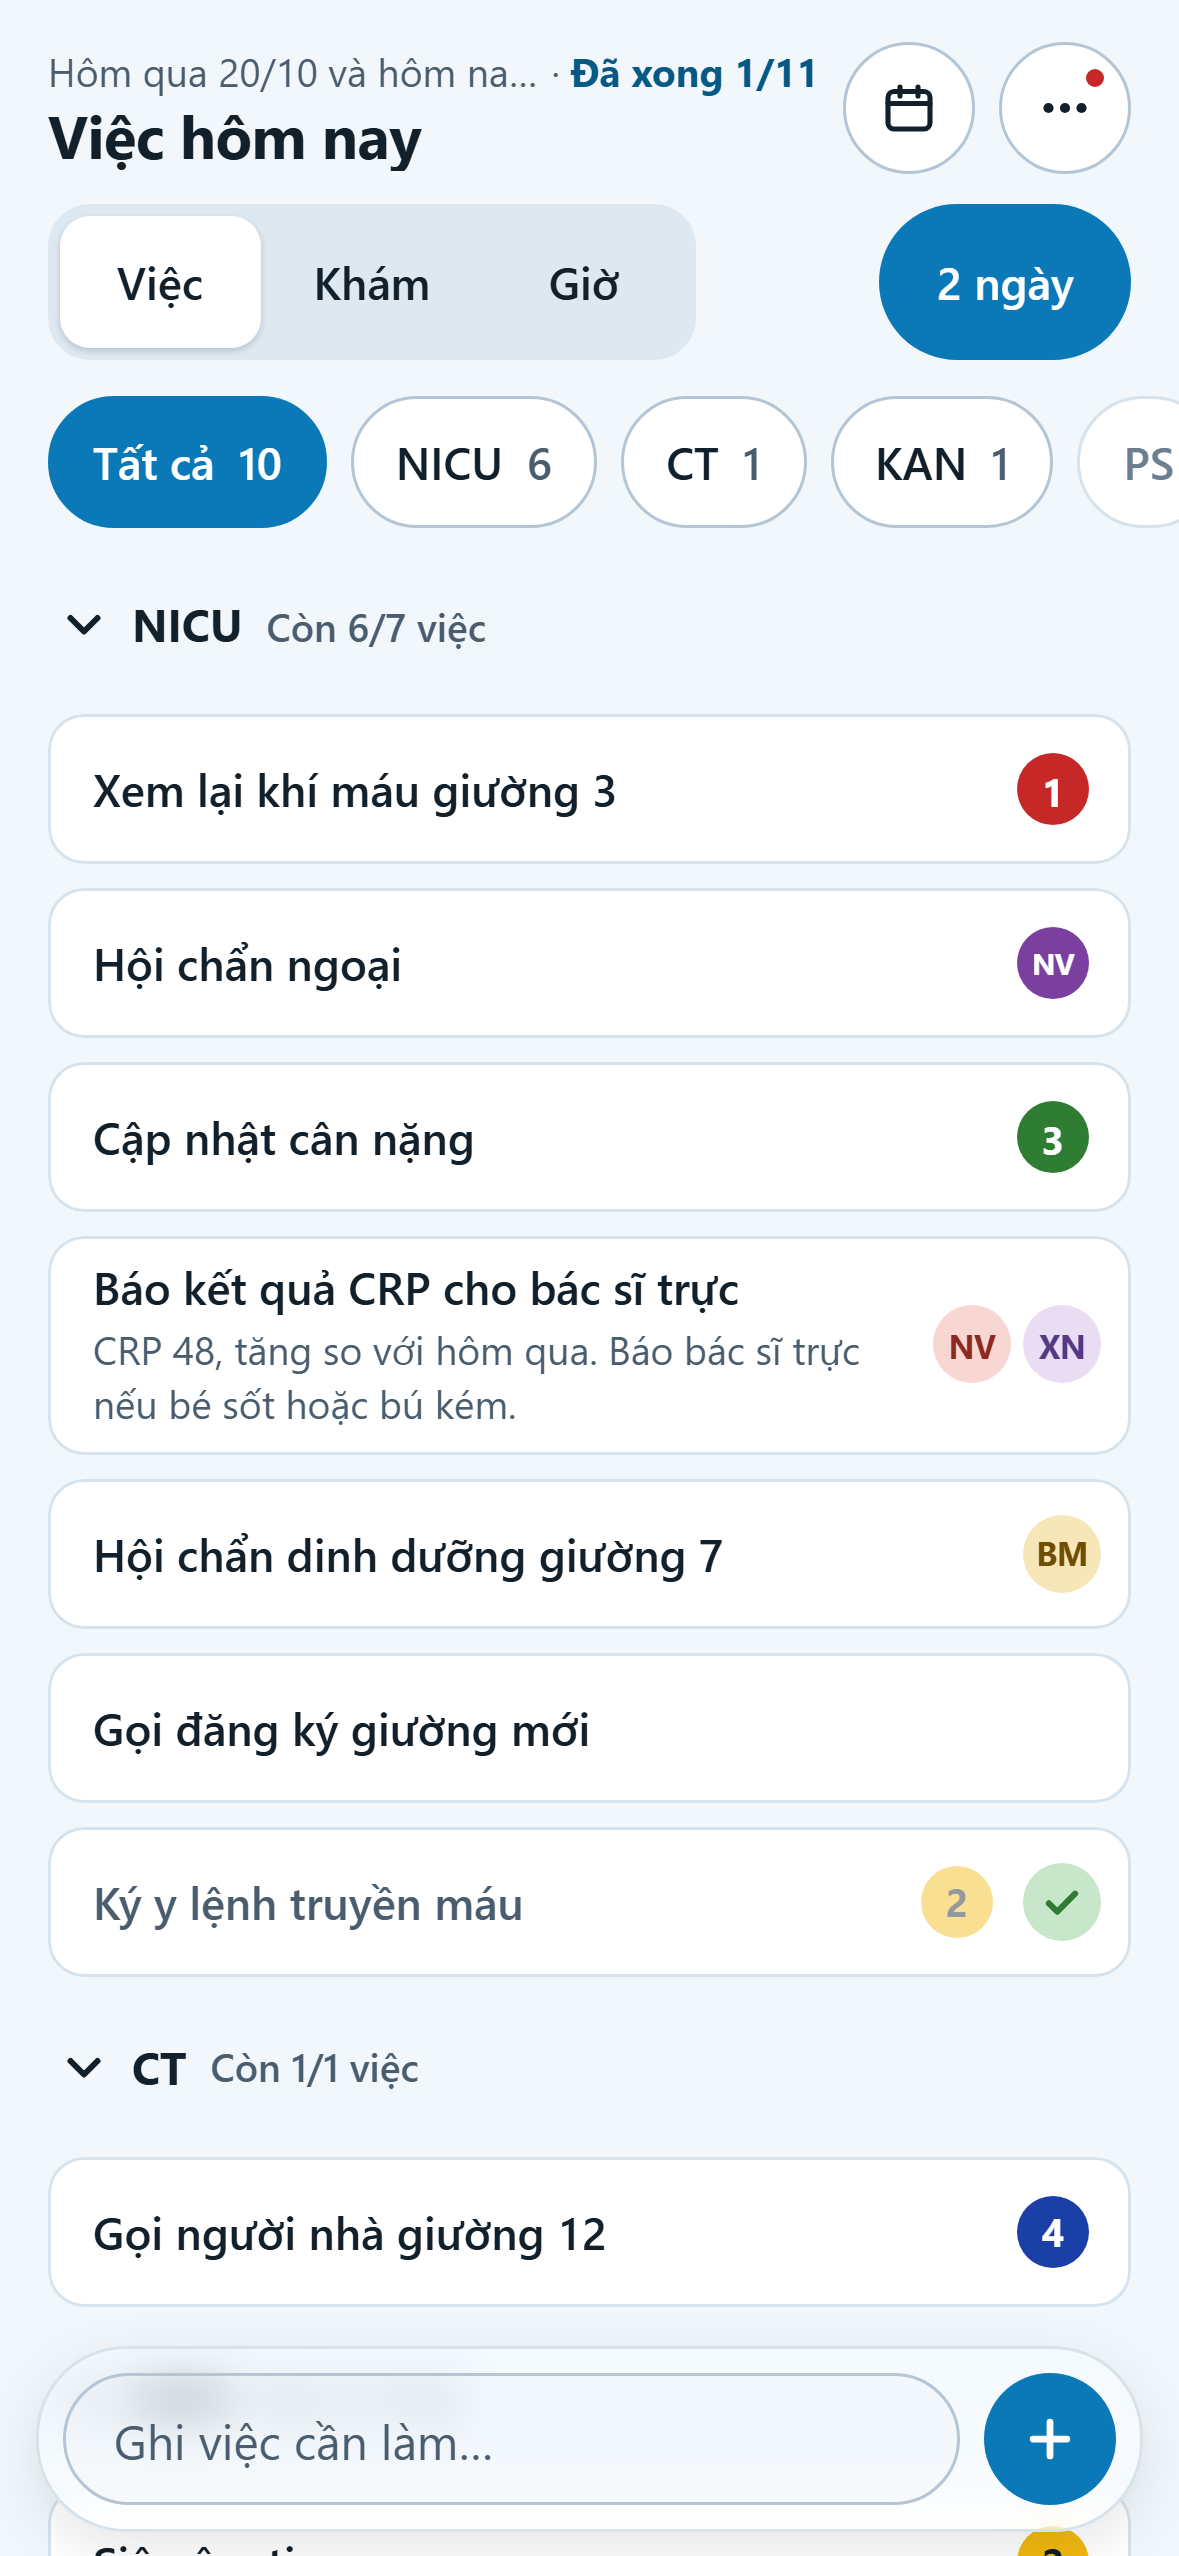 Hôm qua 20/10 và hôm na... · Đã xong 1/11
Việc hôm nay
Việc Khám Giờ 2 ngày
Tất cả 10 NICU 6 CT 1 KAN 1 PS
NICU Còn 6/7 việc
Xem lại khí máu giường 3 1
Hội chẩn ngoại NV
Cập nhật cân nặng 3
Báo kết quả CRP cho bác sĩ trực
CRP 48, tăng so với hôm qua. Báo bác sĩ trực NV XN
nếu bé sốt hoặc bú kém.
Hội chẩn dinh dưỡng giường 7 BM
Gọi đăng ký giường mới
Ký y lệnh truyền máu 2
CT Còn 1/1 việc
Gọi người nhà giường 12 4
Ghi việc cần làm...